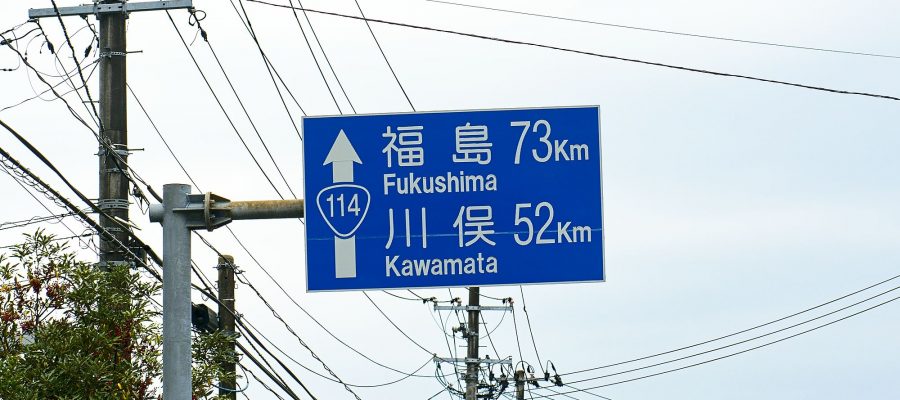 福島 73Km
Fukushima
114
川俣 52Km
Kawamata